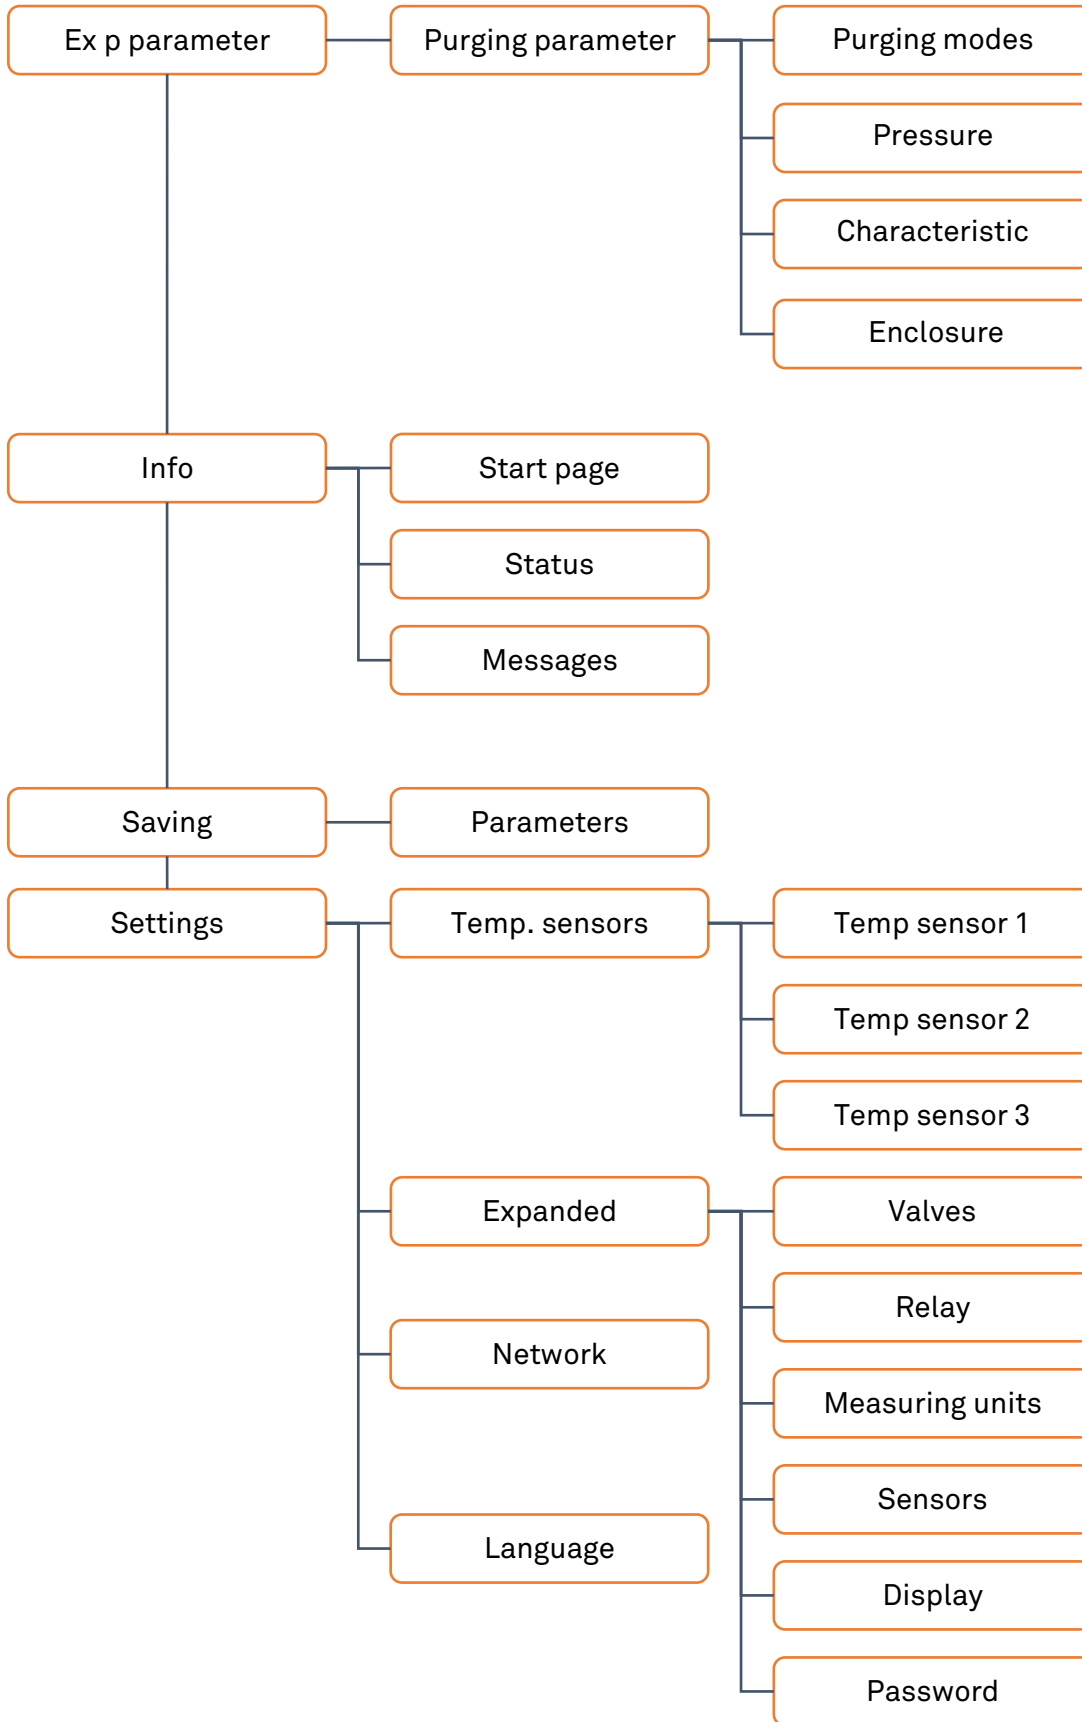 Ex p parameter
Purging parameter
Purging modes
Pressure
Characteristic
Enclosure
Info
Start page
Status
Messages
Saving
Parameters
Settings
Temp. sensors
Temp sensor 1
Temp sensor 2
Temp sensor 3
Expanded
Valves
Relay
Network
Measuring units
Sensors
Language
Display
Password